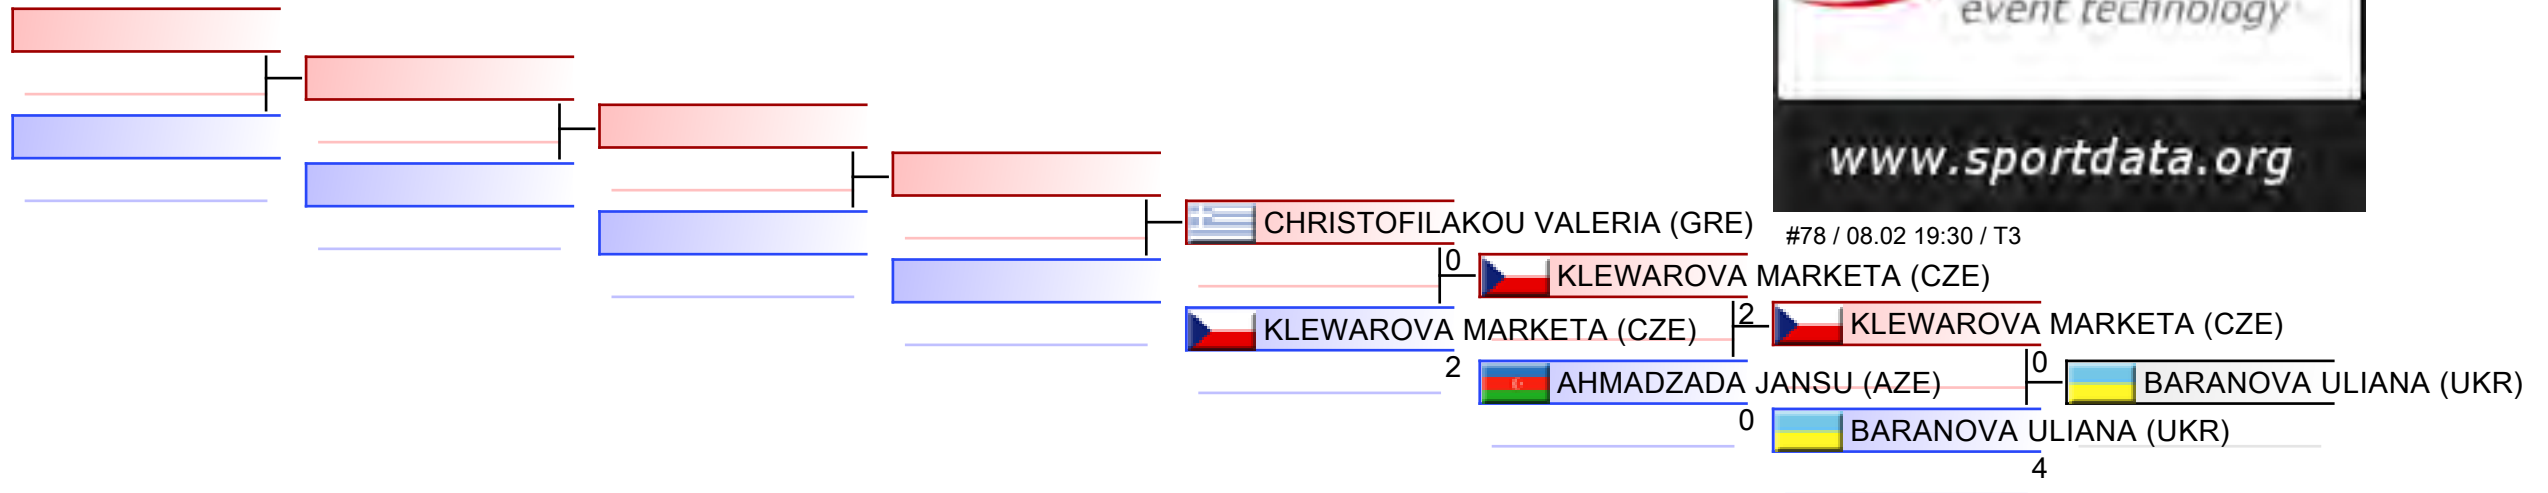 event technology
www.sportdata.org
CHRISTOFILAKOU VALERIA (GRE)
#78 / 08.02 19:30 / T3
0
KLEWAROVA MARKETA (CZE)
KLEWAROVA MARKETA (CZE)
2
KLEWAROVA MARKETA (CZE)
2
AHMADZADA JANSU (AZE)
0
BARANOVA ULIANA (UKR)
0
BARANOVA ULIANA (UKR)
4